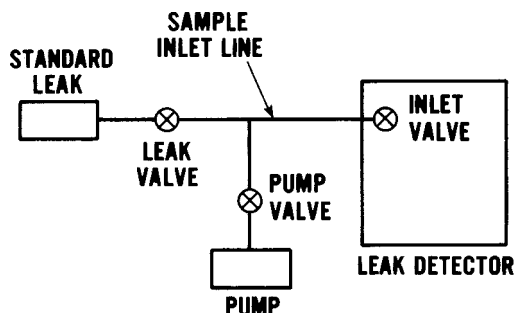 SAMPLE
INLET LINE
STANDARD
LEAK
INLET
VALVE
LEAK
VALVE
PUMP
VALVE
LEAK DETECTOR
PUMP